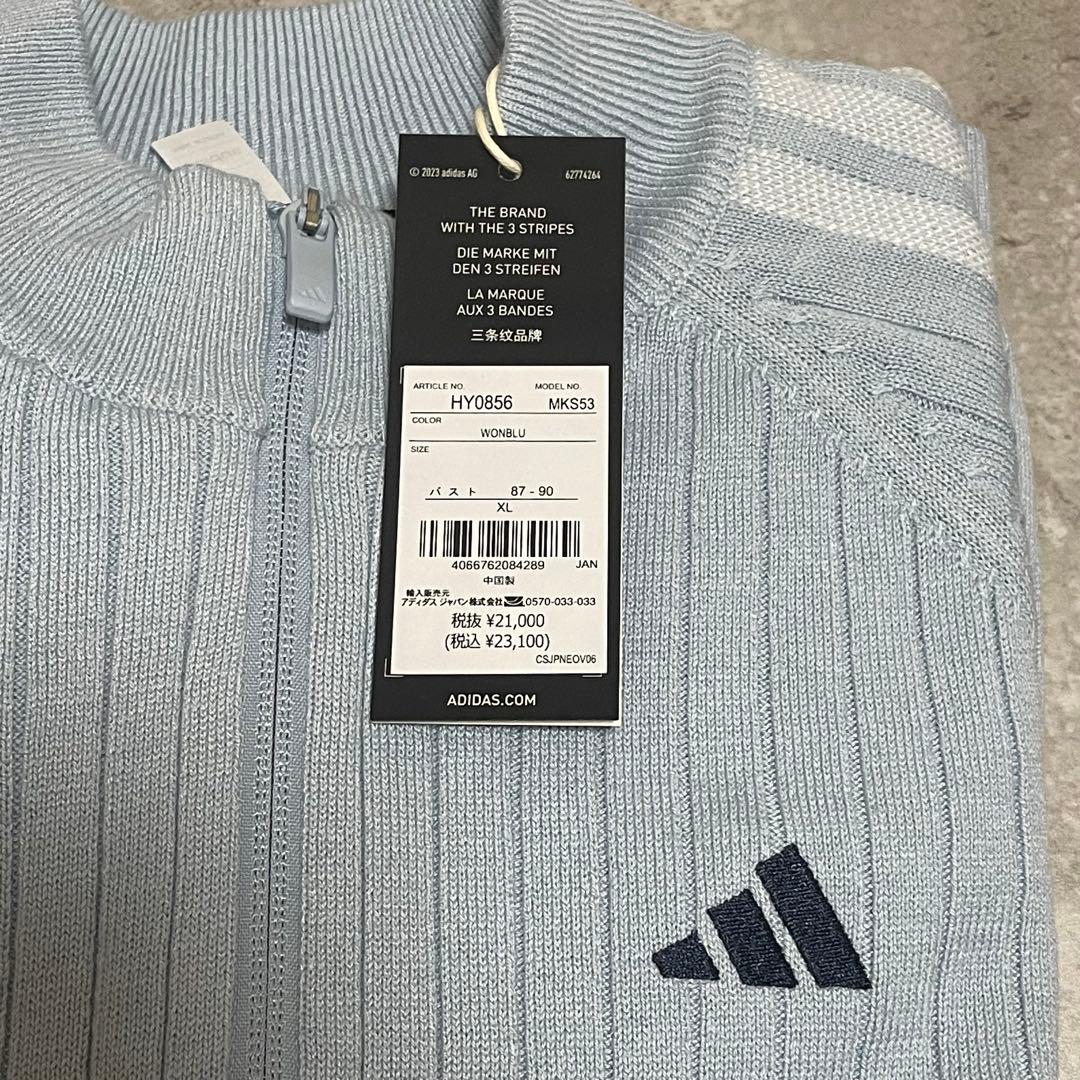 © 2023 adidas AG 62774264
THE BRAND
WITH THE 3 STRIPES
DIE MARKE MIT
DEN 3 STREIFEN
LA MARQUE
AUX 3 BANDES
三条纹品牌
ARTICLE NO. MODEL NO.
HY0856 MKS53
COLOR
WONBLU
SIZE
バスト 87 - 90
XL
4066762084289 JAN
中国製
輸入販売元
アディダス ジャパン株式会社 0570-033-033
税抜 ¥21,000
(税込 ¥23,100)
CSJPNEOV06
ADIDAS.COM